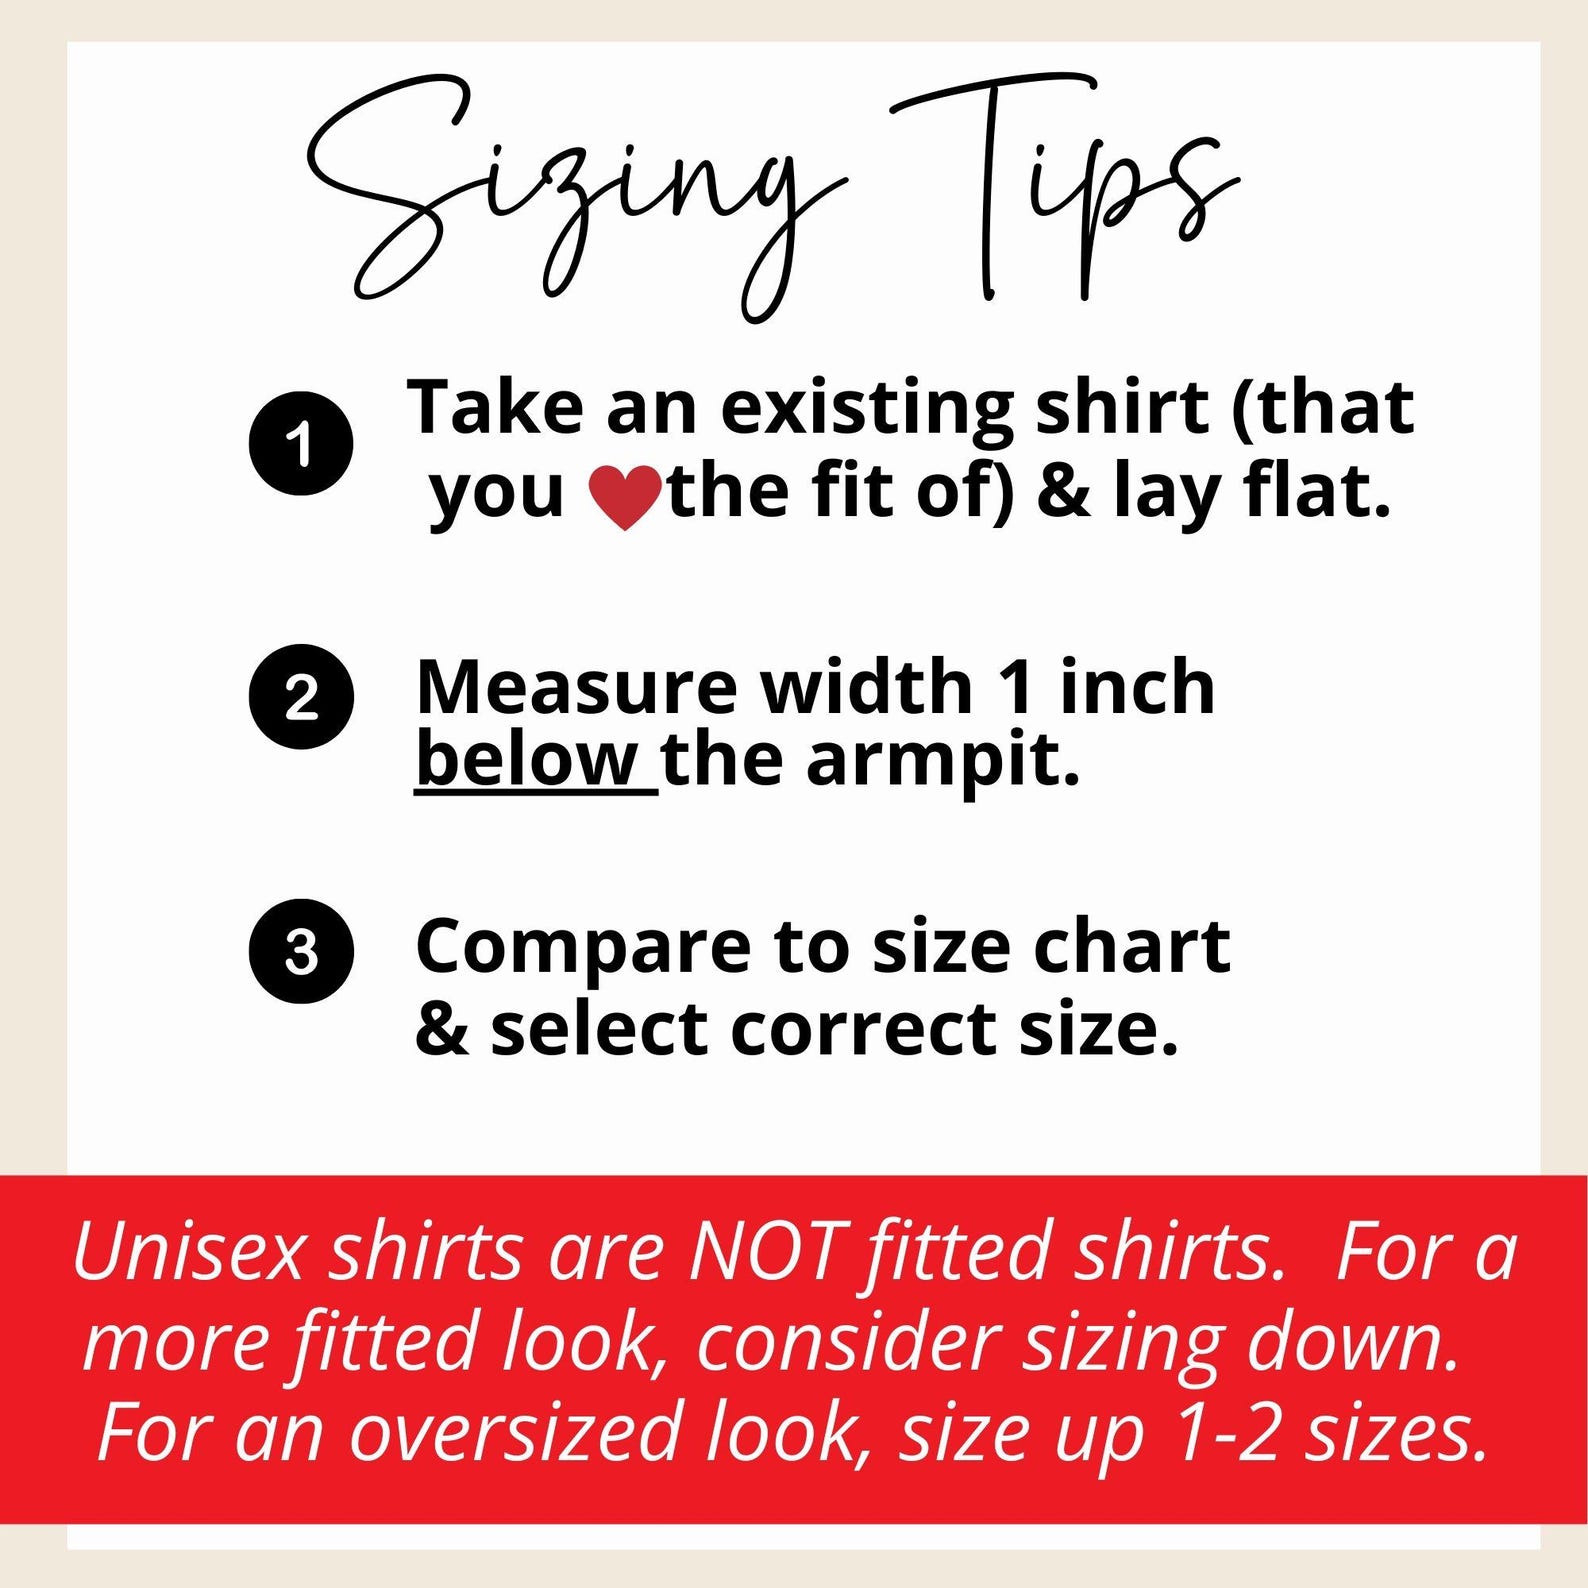 Sizing Tips
1 Take an existing shirt (that
you ❤the fit of) & lay flat.
2 Measure width 1 inch
below the armpit.
3 Compare to size chart
& select correct size.
Unisex shirts are NOT fitted shirts.  For a
more fitted look, consider sizing down.
For an oversized look, size up 1-2 sizes.